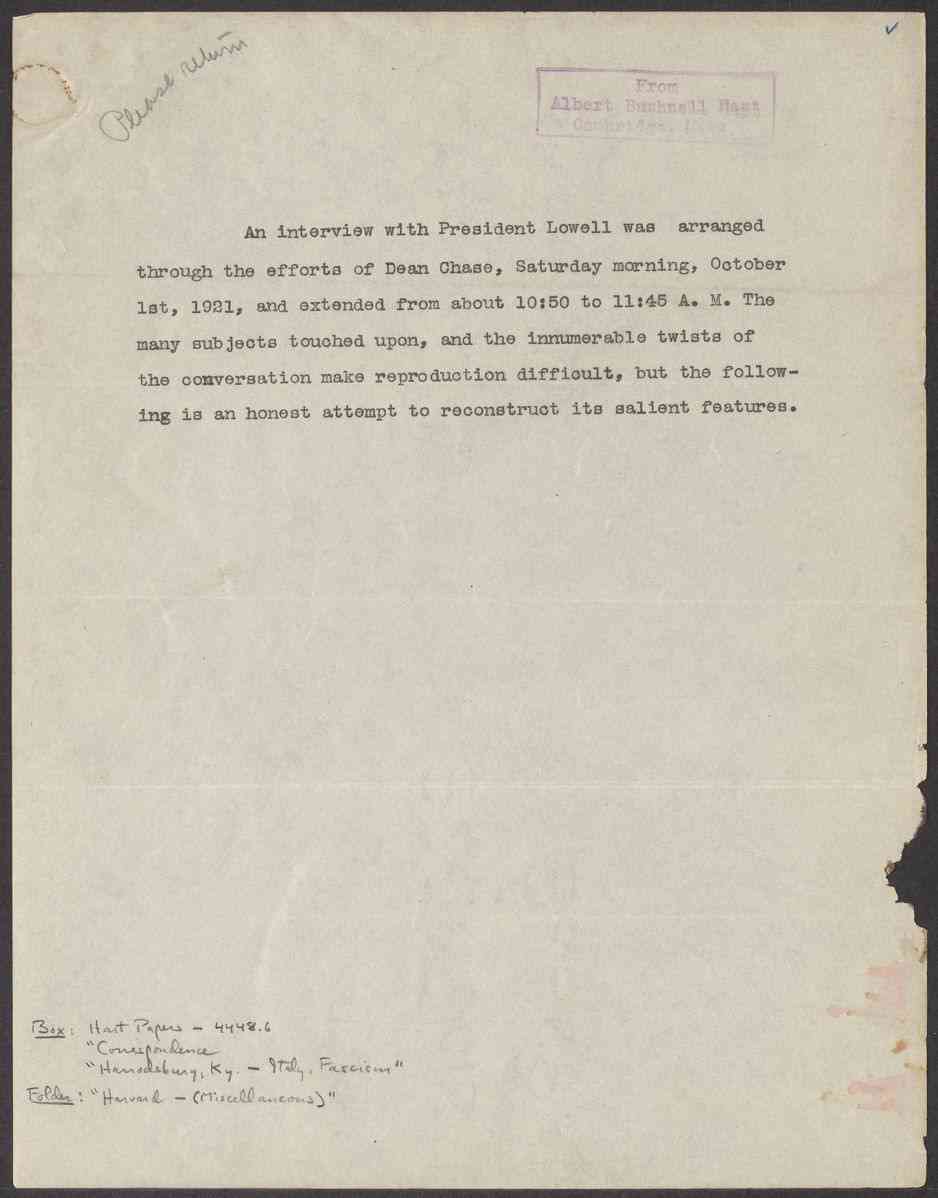 Please return
From
Albert Bushnell Hart
Cambridge, Mass.
An interview with President Lowell was arranged
through the efforts of Dean Chase, Saturday morning, October
1st, 1921, and extended from about 10:50 to 11:45 A. M. The
many subjects touched upon, and the innumerable twists of
the conversation make reproduction difficult, but the follow-
ing is an honest attempt to reconstruct its salient features.
Box: Hart Papers - 4448.6
"Correspondence
"Harrodsburg, Ky. - Italy, Fascism"
Folder: "Harvard - (Miscellaneous)"